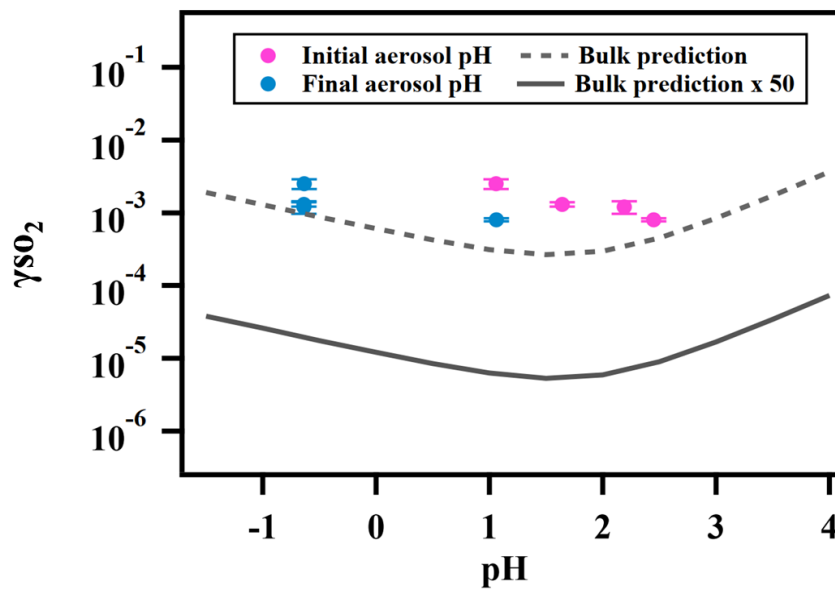 Initial aerosol pH
Bulk prediction
Final aerosol pH
Bulk prediction x 50
10⁻¹
10⁻²
10⁻³
10⁻⁴
10⁻⁵
10⁻⁶
γSO₂
-1 0 1 2 3 4
pH